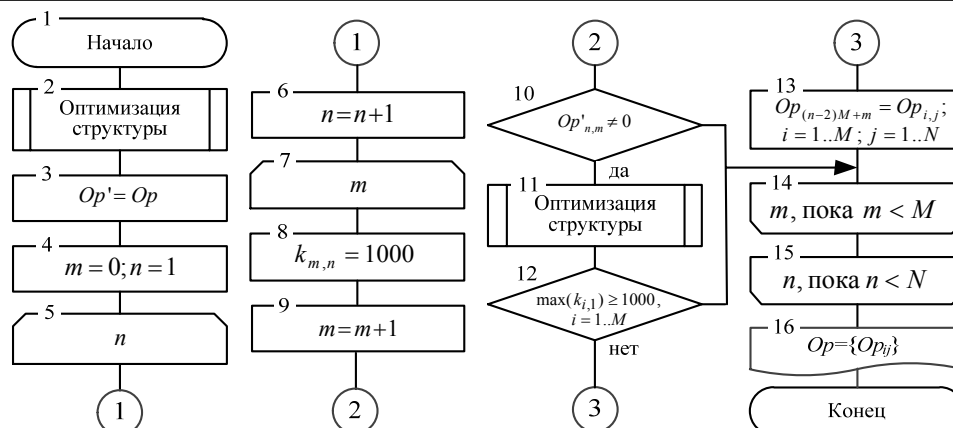 1
Начало
2
Оптимизация
структуры
3
Op' = Op
4
m = 0; n = 1
5
n
1
1
6
n = n+1
7
m
8
k_{m,n} = 1000
9
m = m+1
2
2
10
Op'_{n,m} ≠ 0
да
11
Оптимизация
структуры
12
max(k_{i,1}) ≥ 1000,
i = 1..M
нет
3
3
13
Op_{(n-2)M+m} = Op_{i,j};
i = 1..M; j = 1..N
14
m, пока m < M
15
n, пока n < N
16
Op={Op_{ij}}
Конец